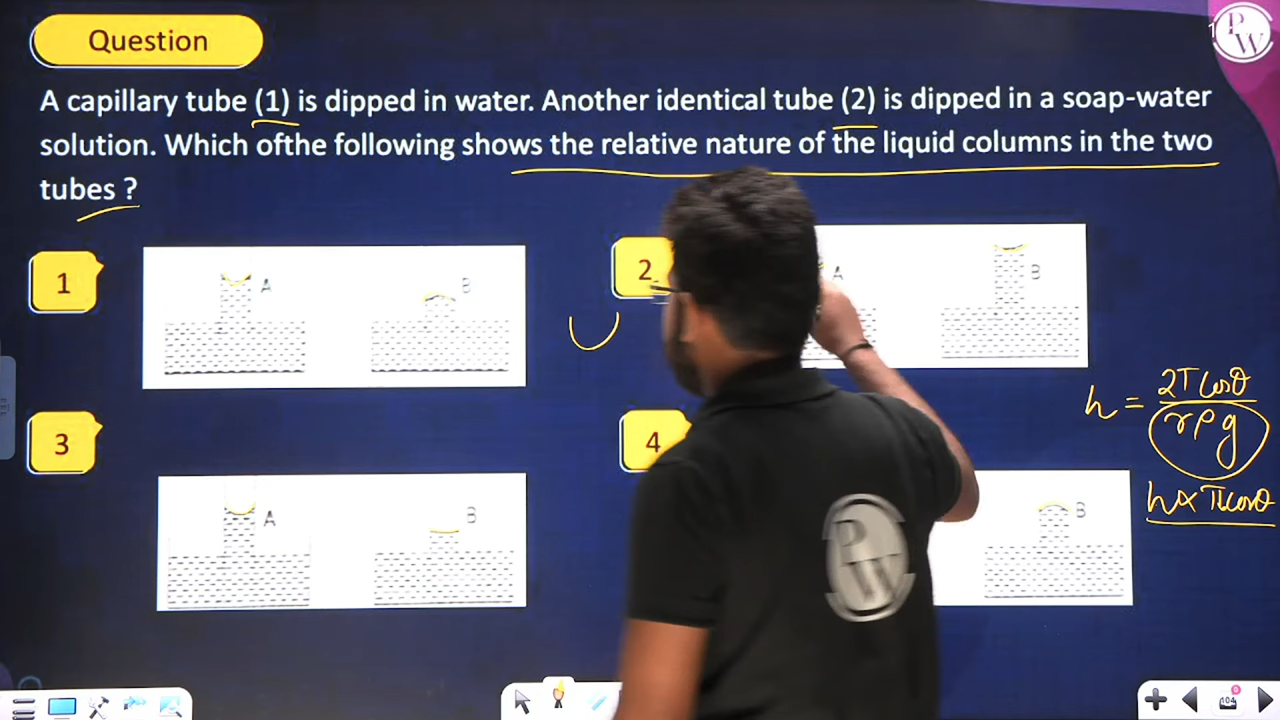 Question
PW
A capillary tube (1) is dipped in water. Another identical tube (2) is dipped in a soap-water
solution. Which ofthe following shows the relative nature of the liquid columns in the two
tubes ?
1
A
B
2
A
B
h = 2T cosθ / rρg
h ∝ T cosθ
3
A
B
4
B
PW